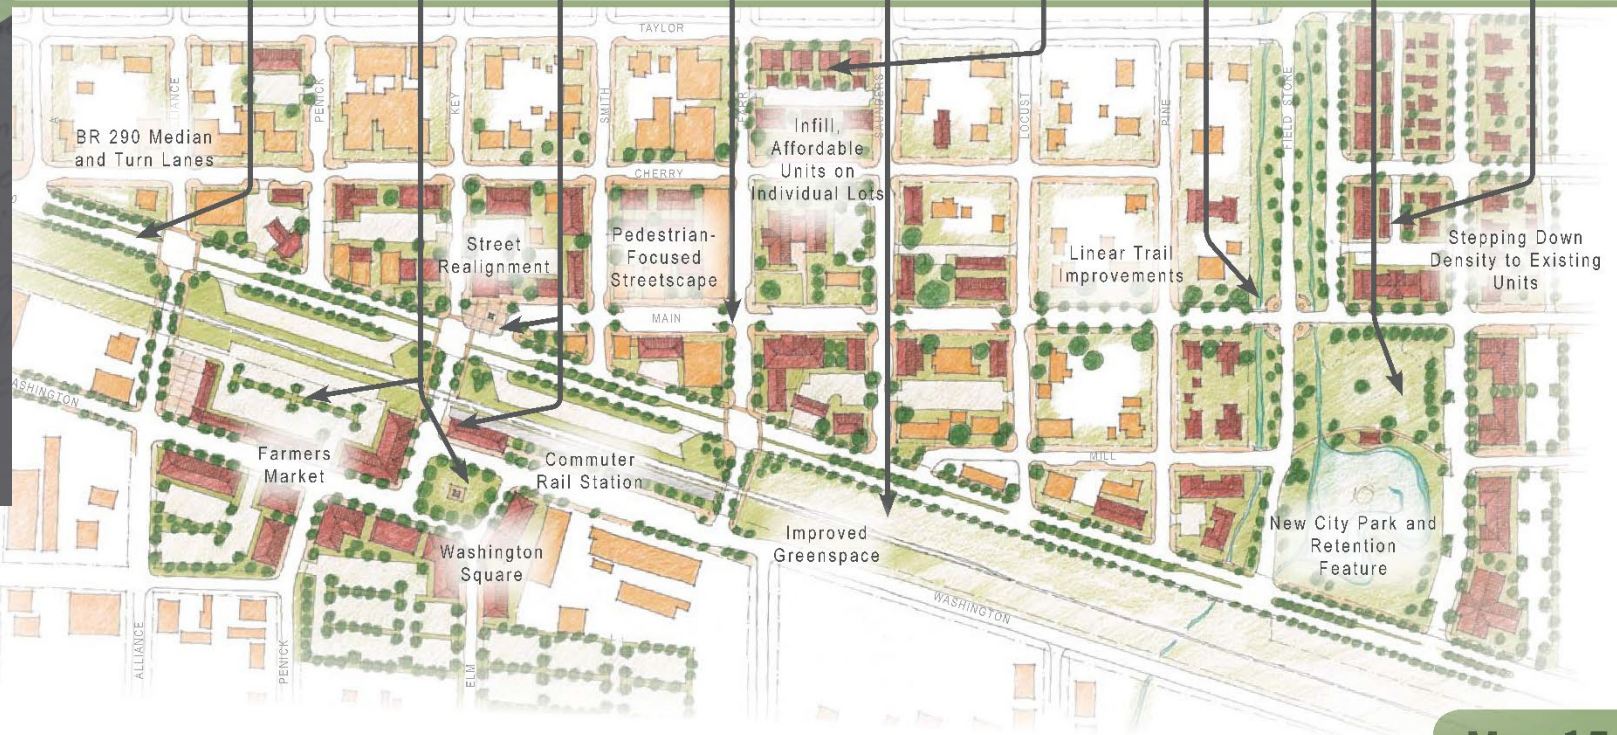 TAYLOR
ALLIANCE
PENICK
KEY
SMITH
FARR
SAUNDERS
LOCUST
PINE
FIELD STORE
BR 290 Median
and Turn Lanes
Infill,
Affordable
Units on
Individual Lots
CHERRY
Street
Realignment
Pedestrian-
Focused
Streetscape
Linear Trail
Improvements
Stepping Down
Density to Existing
Units
MAIN
WASHINGTON
Farmers
Market
Commuter
Rail Station
MILL
Improved
Greenspace
New City Park and
Retention
Feature
Washington
Square
WASHINGTON
ALLIANCE
PENICK
ELM